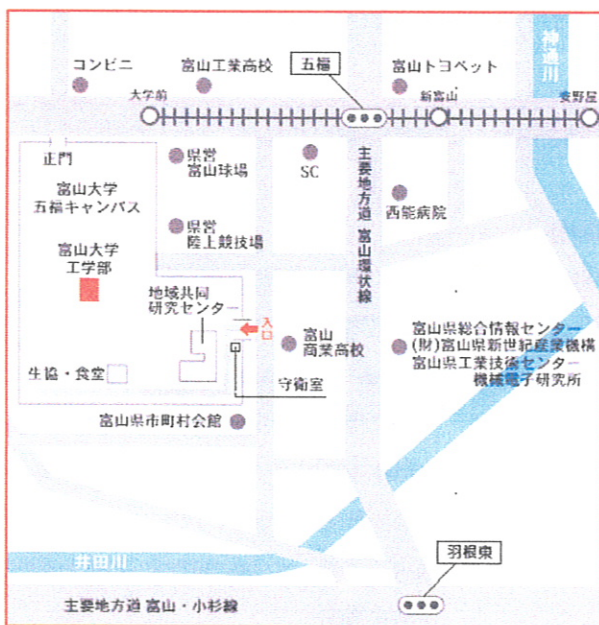 コンビニ
富山工業高校
五福
富山トヨペット
神通川
大学前
新富山
安野屋
正門
富山大学
五福キャンパス
県営
富山球場
SC
主要地方道 富山環状線
西能病院
県営
陸上競技場
富山大学
工学部
地域共同
研究センター
入口
富山
商業高校
富山県総合情報センター
(財)富山県新世紀産業機構
富山県工業技術センター
機械電子研究所
生協・食堂
守衛室
富山県市町村会館
井田川
羽根東
主要地方道 富山・小杉線